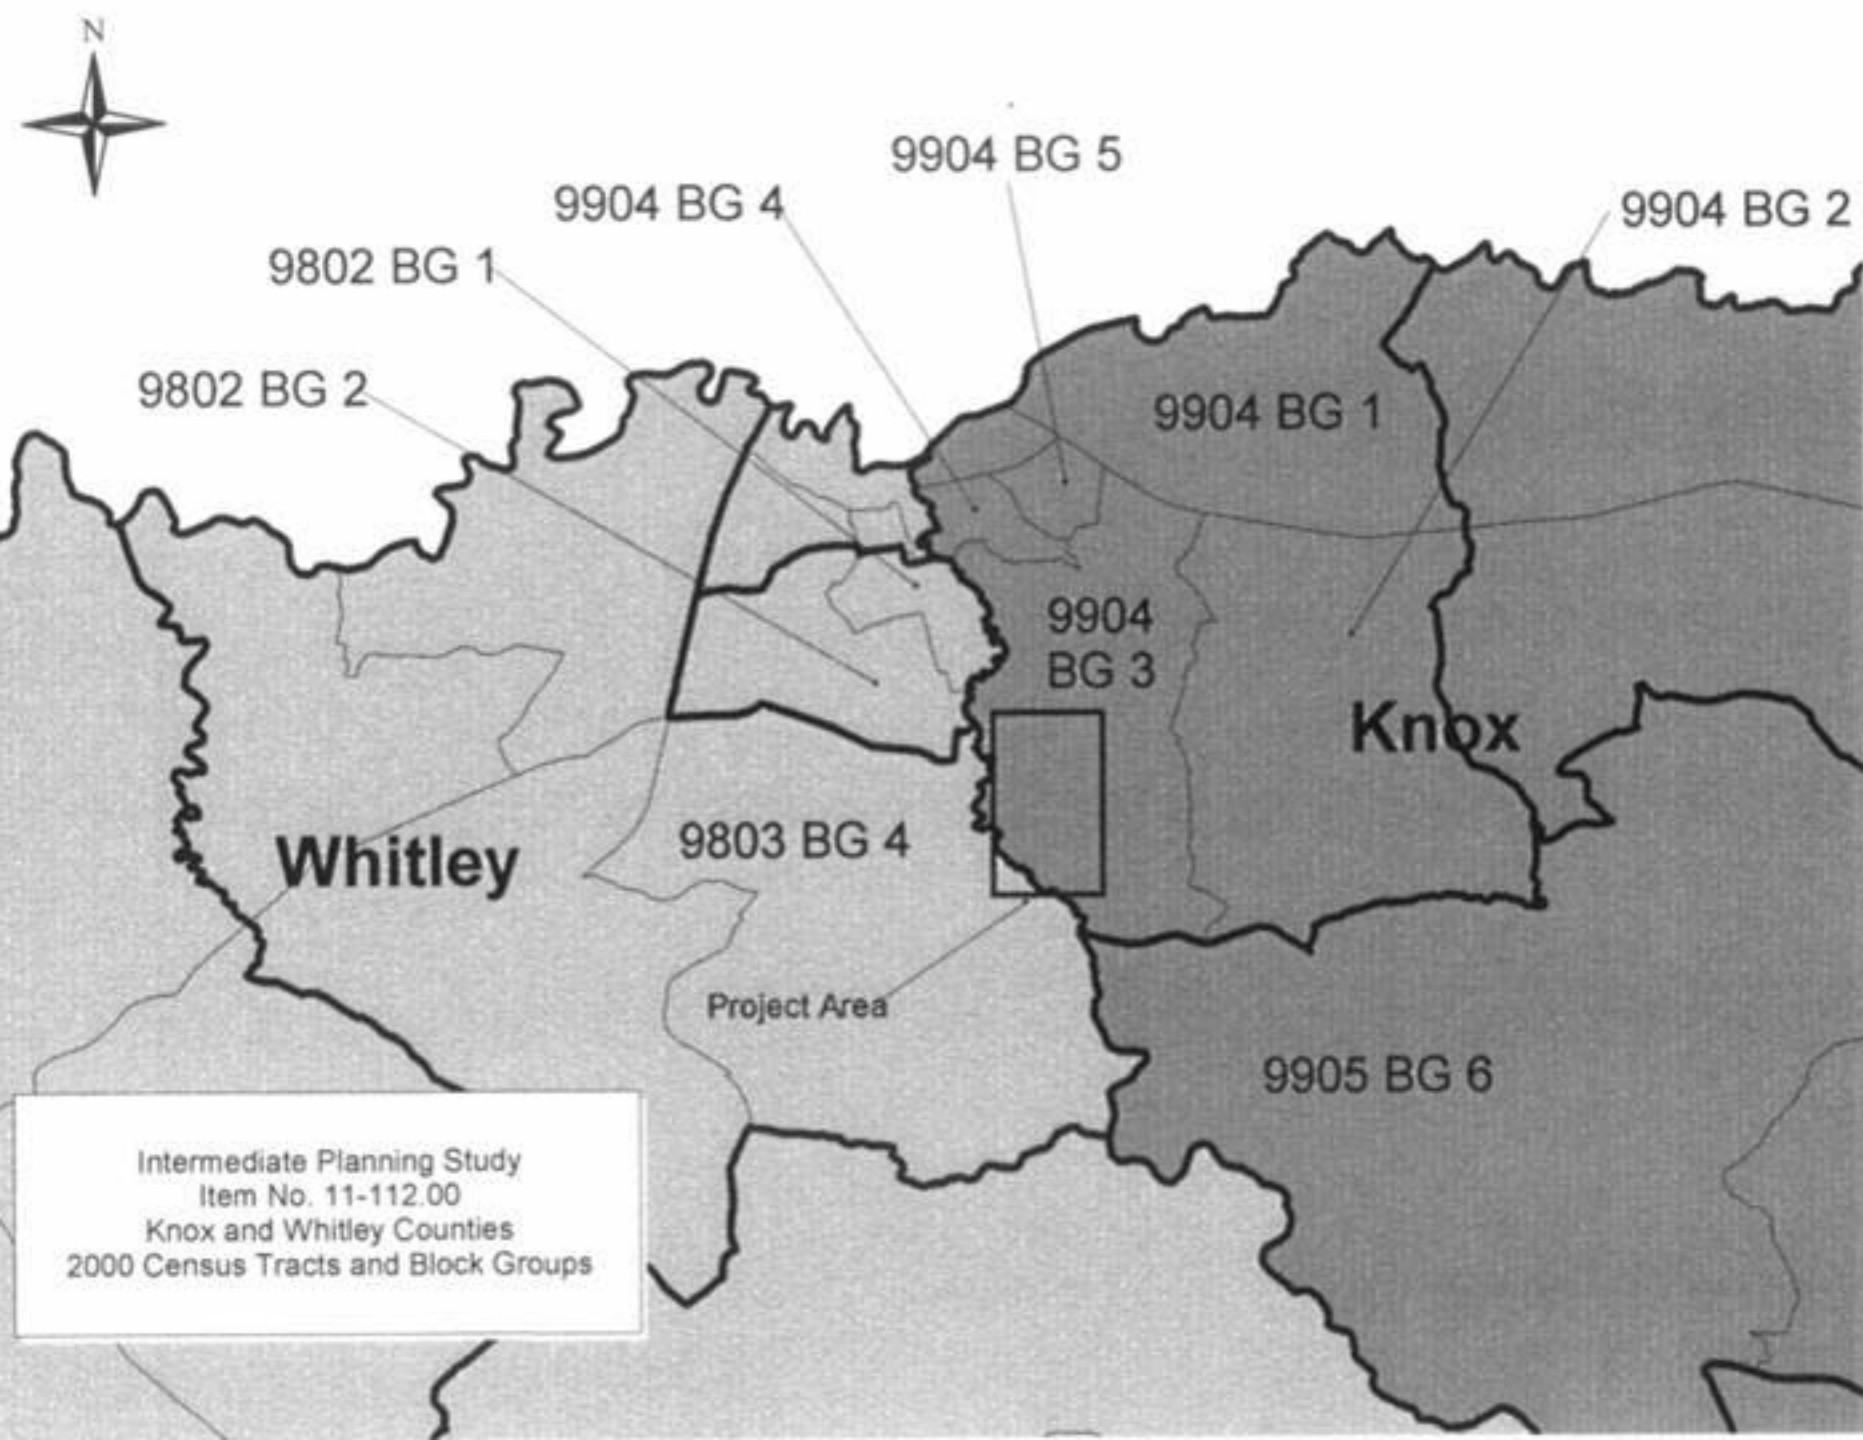 N
9904 BG 5
9904 BG 4
9904 BG 2
9802 BG 1
9802 BG 2
9904 BG 1
9904
BG 3
Knox
9803 BG 4
Whitley
Project Area
9905 BG 6
Intermediate Planning Study
Item No. 11-112.00
Knox and Whitley Counties
2000 Census Tracts and Block Groups